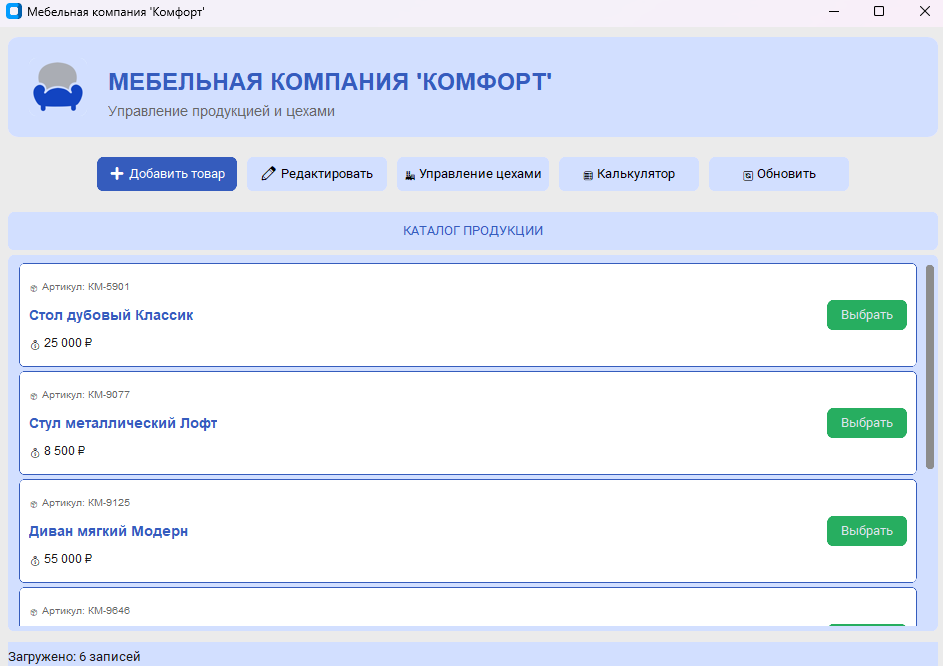 Мебельная компания 'Комфорт'
МЕБЕЛЬНАЯ КОМПАНИЯ 'КОМФОРТ'
Управление продукцией и цехами
Добавить товар
Редактировать
Управление цехами
Калькулятор
Обновить
КАТАЛОГ ПРОДУКЦИИ
Артикул: КМ-5901
Стол дубовый Классик
25 000 ₽
Выбрать
Артикул: КМ-9077
Стул металлический Лофт
8 500 ₽
Выбрать
Артикул: КМ-9125
Диван мягкий Модерн
55 000 ₽
Выбрать
Артикул: КМ-9646
Загружено: 6 записей